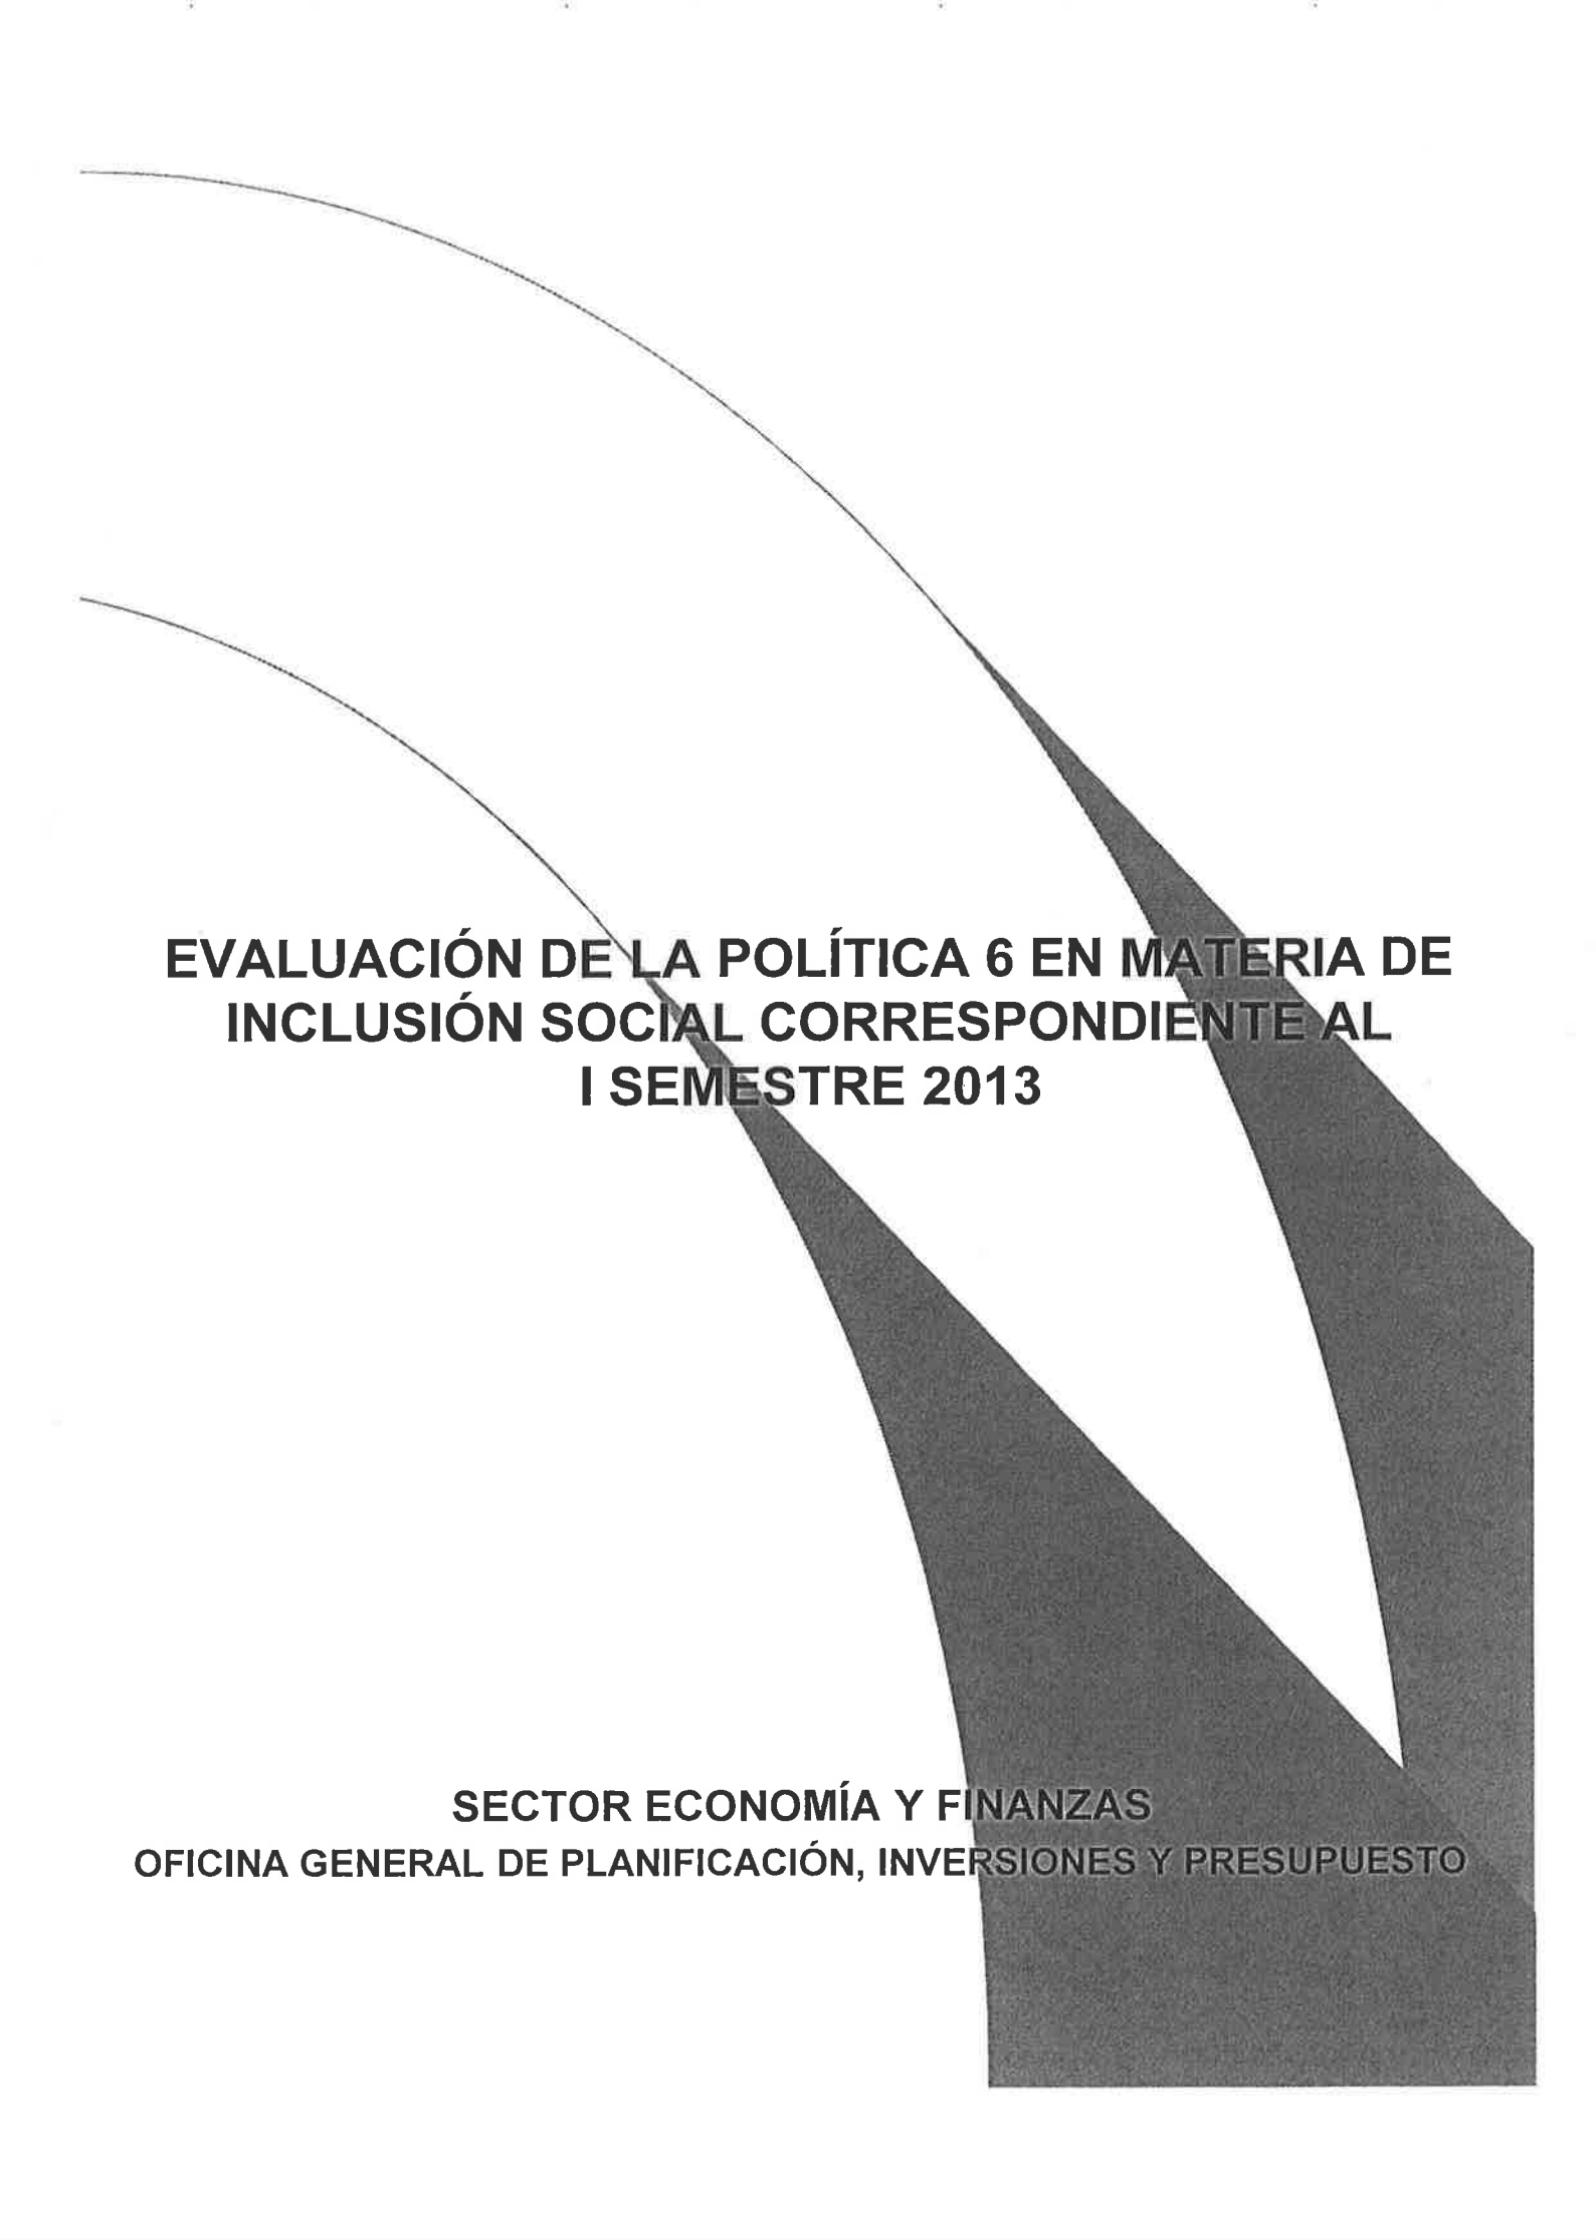 EVALUACIÓN DE LA POLÍTICA 6 EN MATERIA DE
INCLUSIÓN SOCIAL CORRESPONDIENTE AL
I SEMESTRE 2013
SECTOR ECONOMÍA Y FINANZAS
OFICINA GENERAL DE PLANIFICACIÓN, INVERSIONES Y PRESUPUESTO